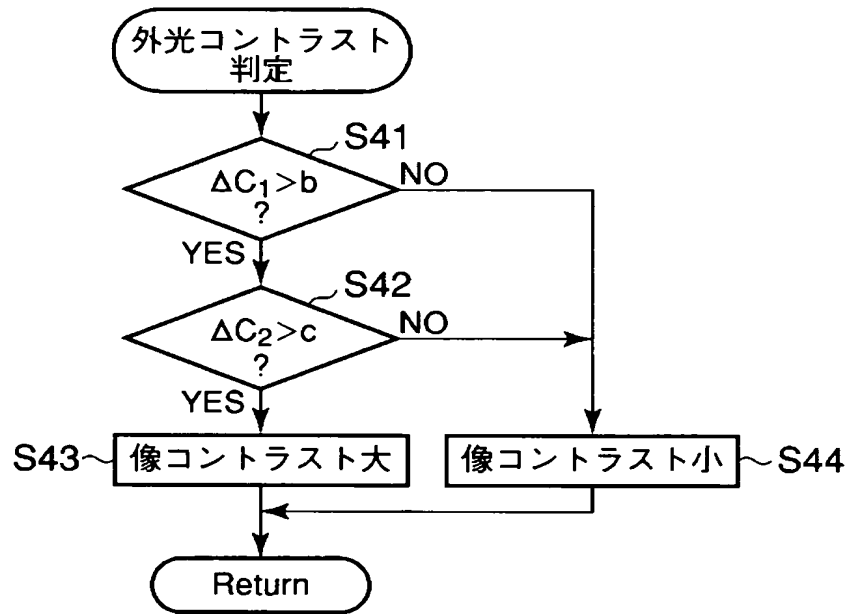 外光コントラスト
判定
S41
ΔC₁>b
?
NO
YES
S42
ΔC₂>c
?
NO
YES
S43
像コントラスト大
像コントラスト小
S44
Return